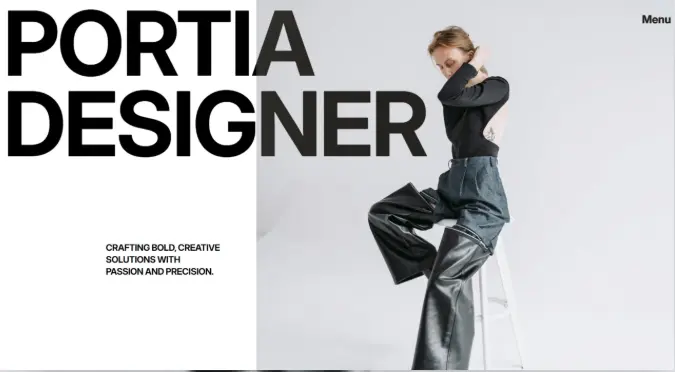 PORTIA
DESIGNER
Menu
CRAFTING BOLD, CREATIVE
SOLUTIONS WITH
PASSION AND PRECISION.